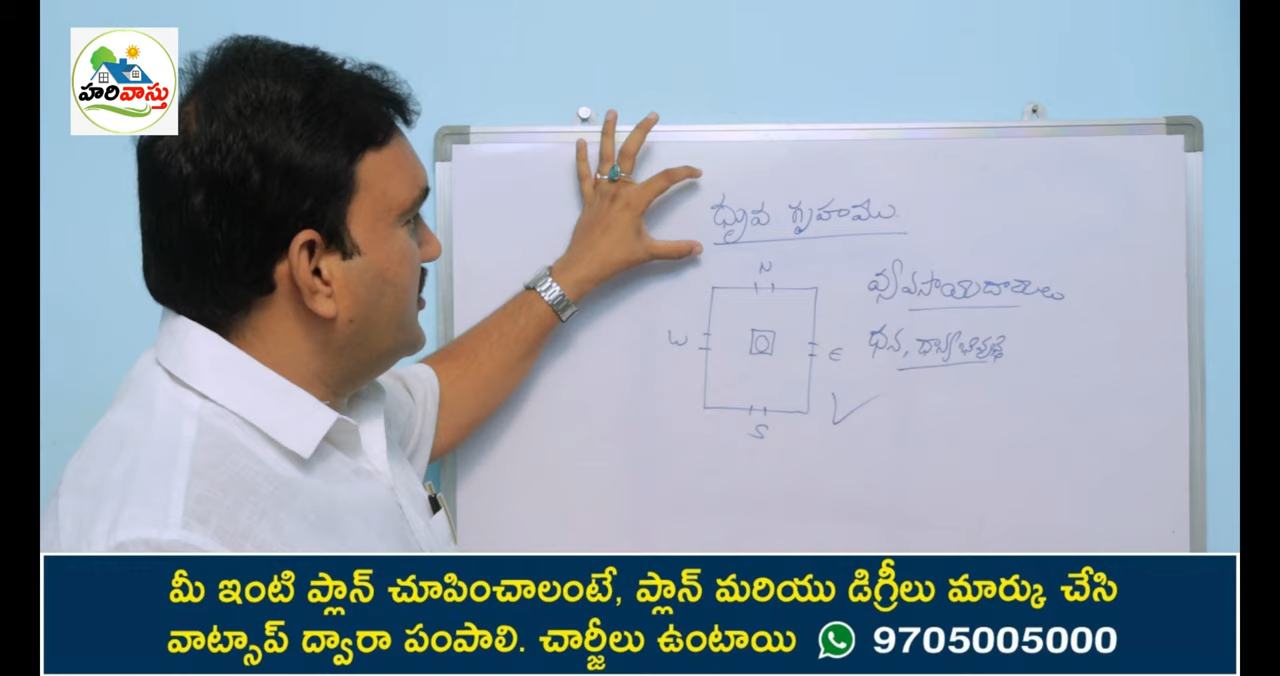 హరివాస్తు
ధ్రువ గృహము
N
వ్యవసాయదారులు
W
E
ధన,
S
మీ ఇంటి ప్లాన్ చూపించాలంటే, ప్లాన్ మరియు డిగ్రీలు మార్కు చేసి
వాట్సాప్ ద్వారా పంపాలి. చార్జీలు ఉంటాయి 9705005000